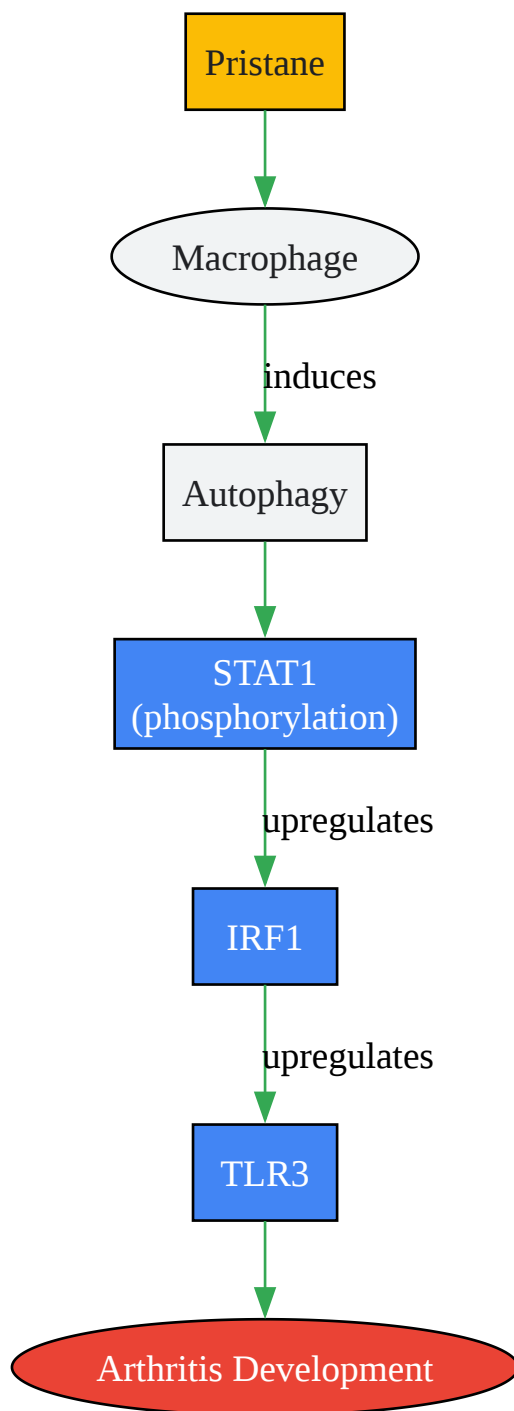 Pristane
Macrophage
induces
Autophagy
STAT1
(phosphorylation)
upregulates
IRF1
upregulates
TLR3
Arthritis Development